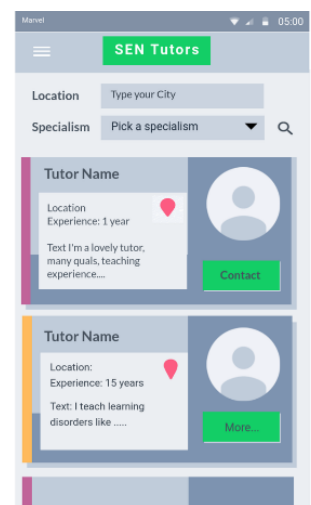 Marvel 05:00
SEN Tutors
Location Type your City
Specialism Pick a specialism
Tutor Name
Location
Experience: 1 year
Text I'm a lovely tutor,
many quals, teaching
experience....
Contact
Tutor Name
Location:
Experience: 15 years
Text: I teach learning
disorders like .....
More...